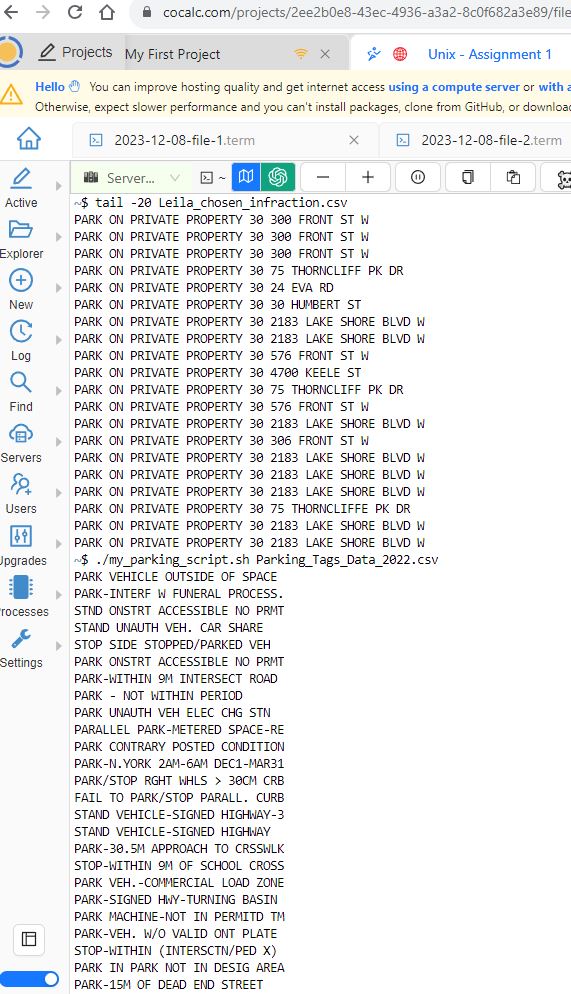 cocalc.com/projects/2ee2b0e8-43ec-4936-a3a2-8c0f682a3e89/file
Projects
My First Project
Unix - Assignment 1
Hello You can improve hosting quality and get internet access using a compute server or with a
Otherwise, expect slower performance and you can't install packages, clone from GitHub, or download
2023-12-08-file-1.term
2023-12-08-file-2.term
Server...
~
Active
Explorer
New
Log
Find
Servers
Users
Upgrades
Processes
Settings
~$ tail -20 Leila_chosen_infraction.csv
PARK ON PRIVATE PROPERTY 30 300 FRONT ST W
PARK ON PRIVATE PROPERTY 30 300 FRONT ST W
PARK ON PRIVATE PROPERTY 30 300 FRONT ST W
PARK ON PRIVATE PROPERTY 30 75 THORNCLIFF PK DR
PARK ON PRIVATE PROPERTY 30 24 EVA RD
PARK ON PRIVATE PROPERTY 30 30 HUMBERT ST
PARK ON PRIVATE PROPERTY 30 2183 LAKE SHORE BLVD W
PARK ON PRIVATE PROPERTY 30 2183 LAKE SHORE BLVD W
PARK ON PRIVATE PROPERTY 30 576 FRONT ST W
PARK ON PRIVATE PROPERTY 30 4700 KEELE ST
PARK ON PRIVATE PROPERTY 30 75 THORNCLIFF PK DR
PARK ON PRIVATE PROPERTY 30 576 FRONT ST W
PARK ON PRIVATE PROPERTY 30 2183 LAKE SHORE BLVD W
PARK ON PRIVATE PROPERTY 30 306 FRONT ST W
PARK ON PRIVATE PROPERTY 30 2183 LAKE SHORE BLVD W
PARK ON PRIVATE PROPERTY 30 2183 LAKE SHORE BLVD W
PARK ON PRIVATE PROPERTY 30 2183 LAKE SHORE BLVD W
PARK ON PRIVATE PROPERTY 30 75 THORNCLIFFE PK DR
PARK ON PRIVATE PROPERTY 30 2183 LAKE SHORE BLVD W
PARK ON PRIVATE PROPERTY 30 2183 LAKE SHORE BLVD W
~$ ./my_parking_script.sh Parking_Tags_Data_2022.csv
PARK VEHICLE OUTSIDE OF SPACE
PARK-INTERF W FUNERAL PROCESS.
STND ONSTRT ACCESSIBLE NO PRMT
STAND UNAUTH VEH. CAR SHARE
STOP SIDE STOPPED/PARKED VEH
PARK ONSTRT ACCESSIBLE NO PRMT
PARK-WITHIN 9M INTERSECT ROAD
PARK - NOT WITHIN PERIOD
PARK UNAUTH VEH ELEC CHG STN
PARALLEL PARK-METERED SPACE-RE
PARK CONTRARY POSTED CONDITION
PARK-N.YORK 2AM-6AM DEC1-MAR31
PARK/STOP RGHT WHLS > 30CM CRB
FAIL TO PARK/STOP PARALL. CURB
STAND VEHICLE-SIGNED HIGHWAY-3
STAND VEHICLE-SIGNED HIGHWAY
PARK-30.5M APPROACH TO CRSSWLK
STOP-WITHIN 9M OF SCHOOL CROSS
PARK VEH.-COMMERCIAL LOAD ZONE
PARK-SIGNED HWY-TURNING BASIN
PARK MACHINE-NOT IN PERMITD TM
PARK-VEH. W/O VALID ONT PLATE
STOP-WITHIN (INTERSCTN/PED X)
PARK IN PARK NOT IN DESIG AREA
PARK-15M OF DEAD END STREET